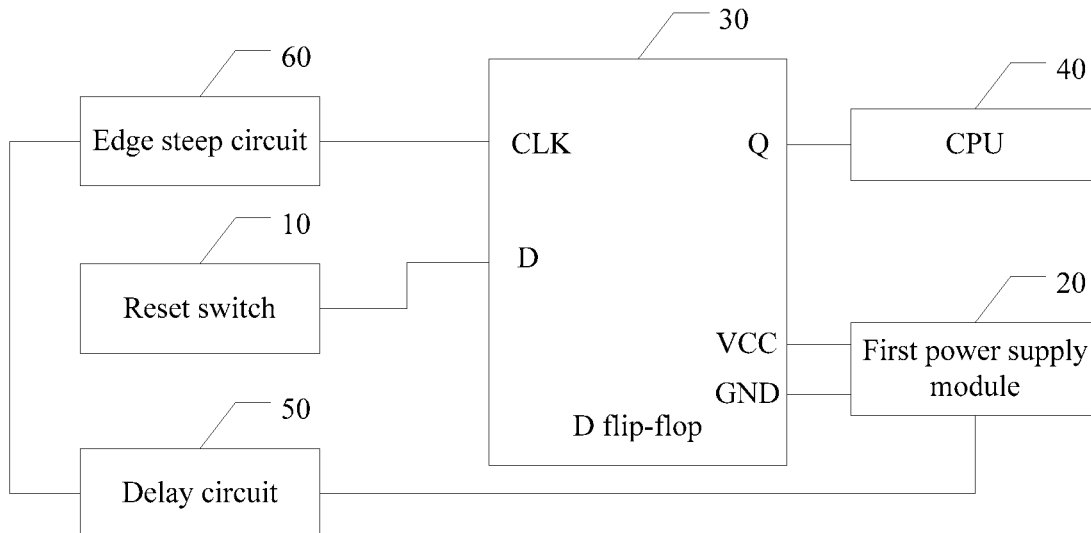 30
60
40
Edge steep circuit
CLK
Q
CPU
10
D
20
Reset switch
VCC
First power supply
module
GND
50
D flip-flop
Delay circuit